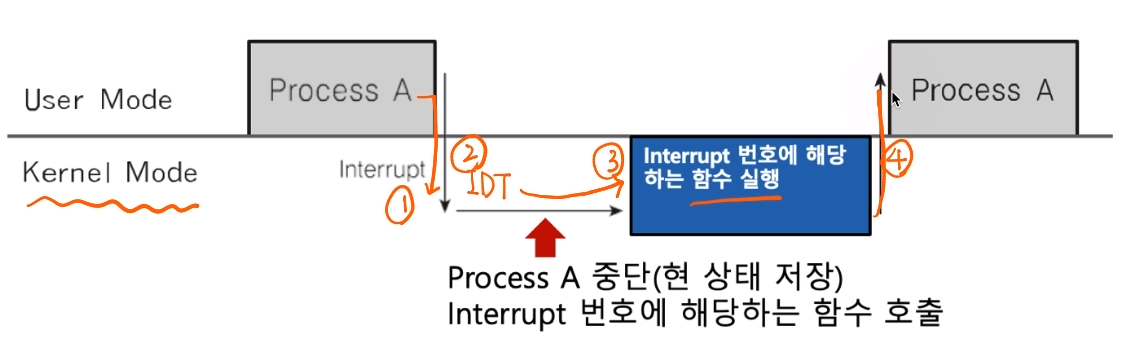 User Mode
Process A
Process A
Kernel Mode
Interrupt
①
②
IDT
③
Interrupt 번호에 해당
하는 함수 실행
④
Process A 중단(현 상태 저장)
Interrupt 번호에 해당하는 함수 호출